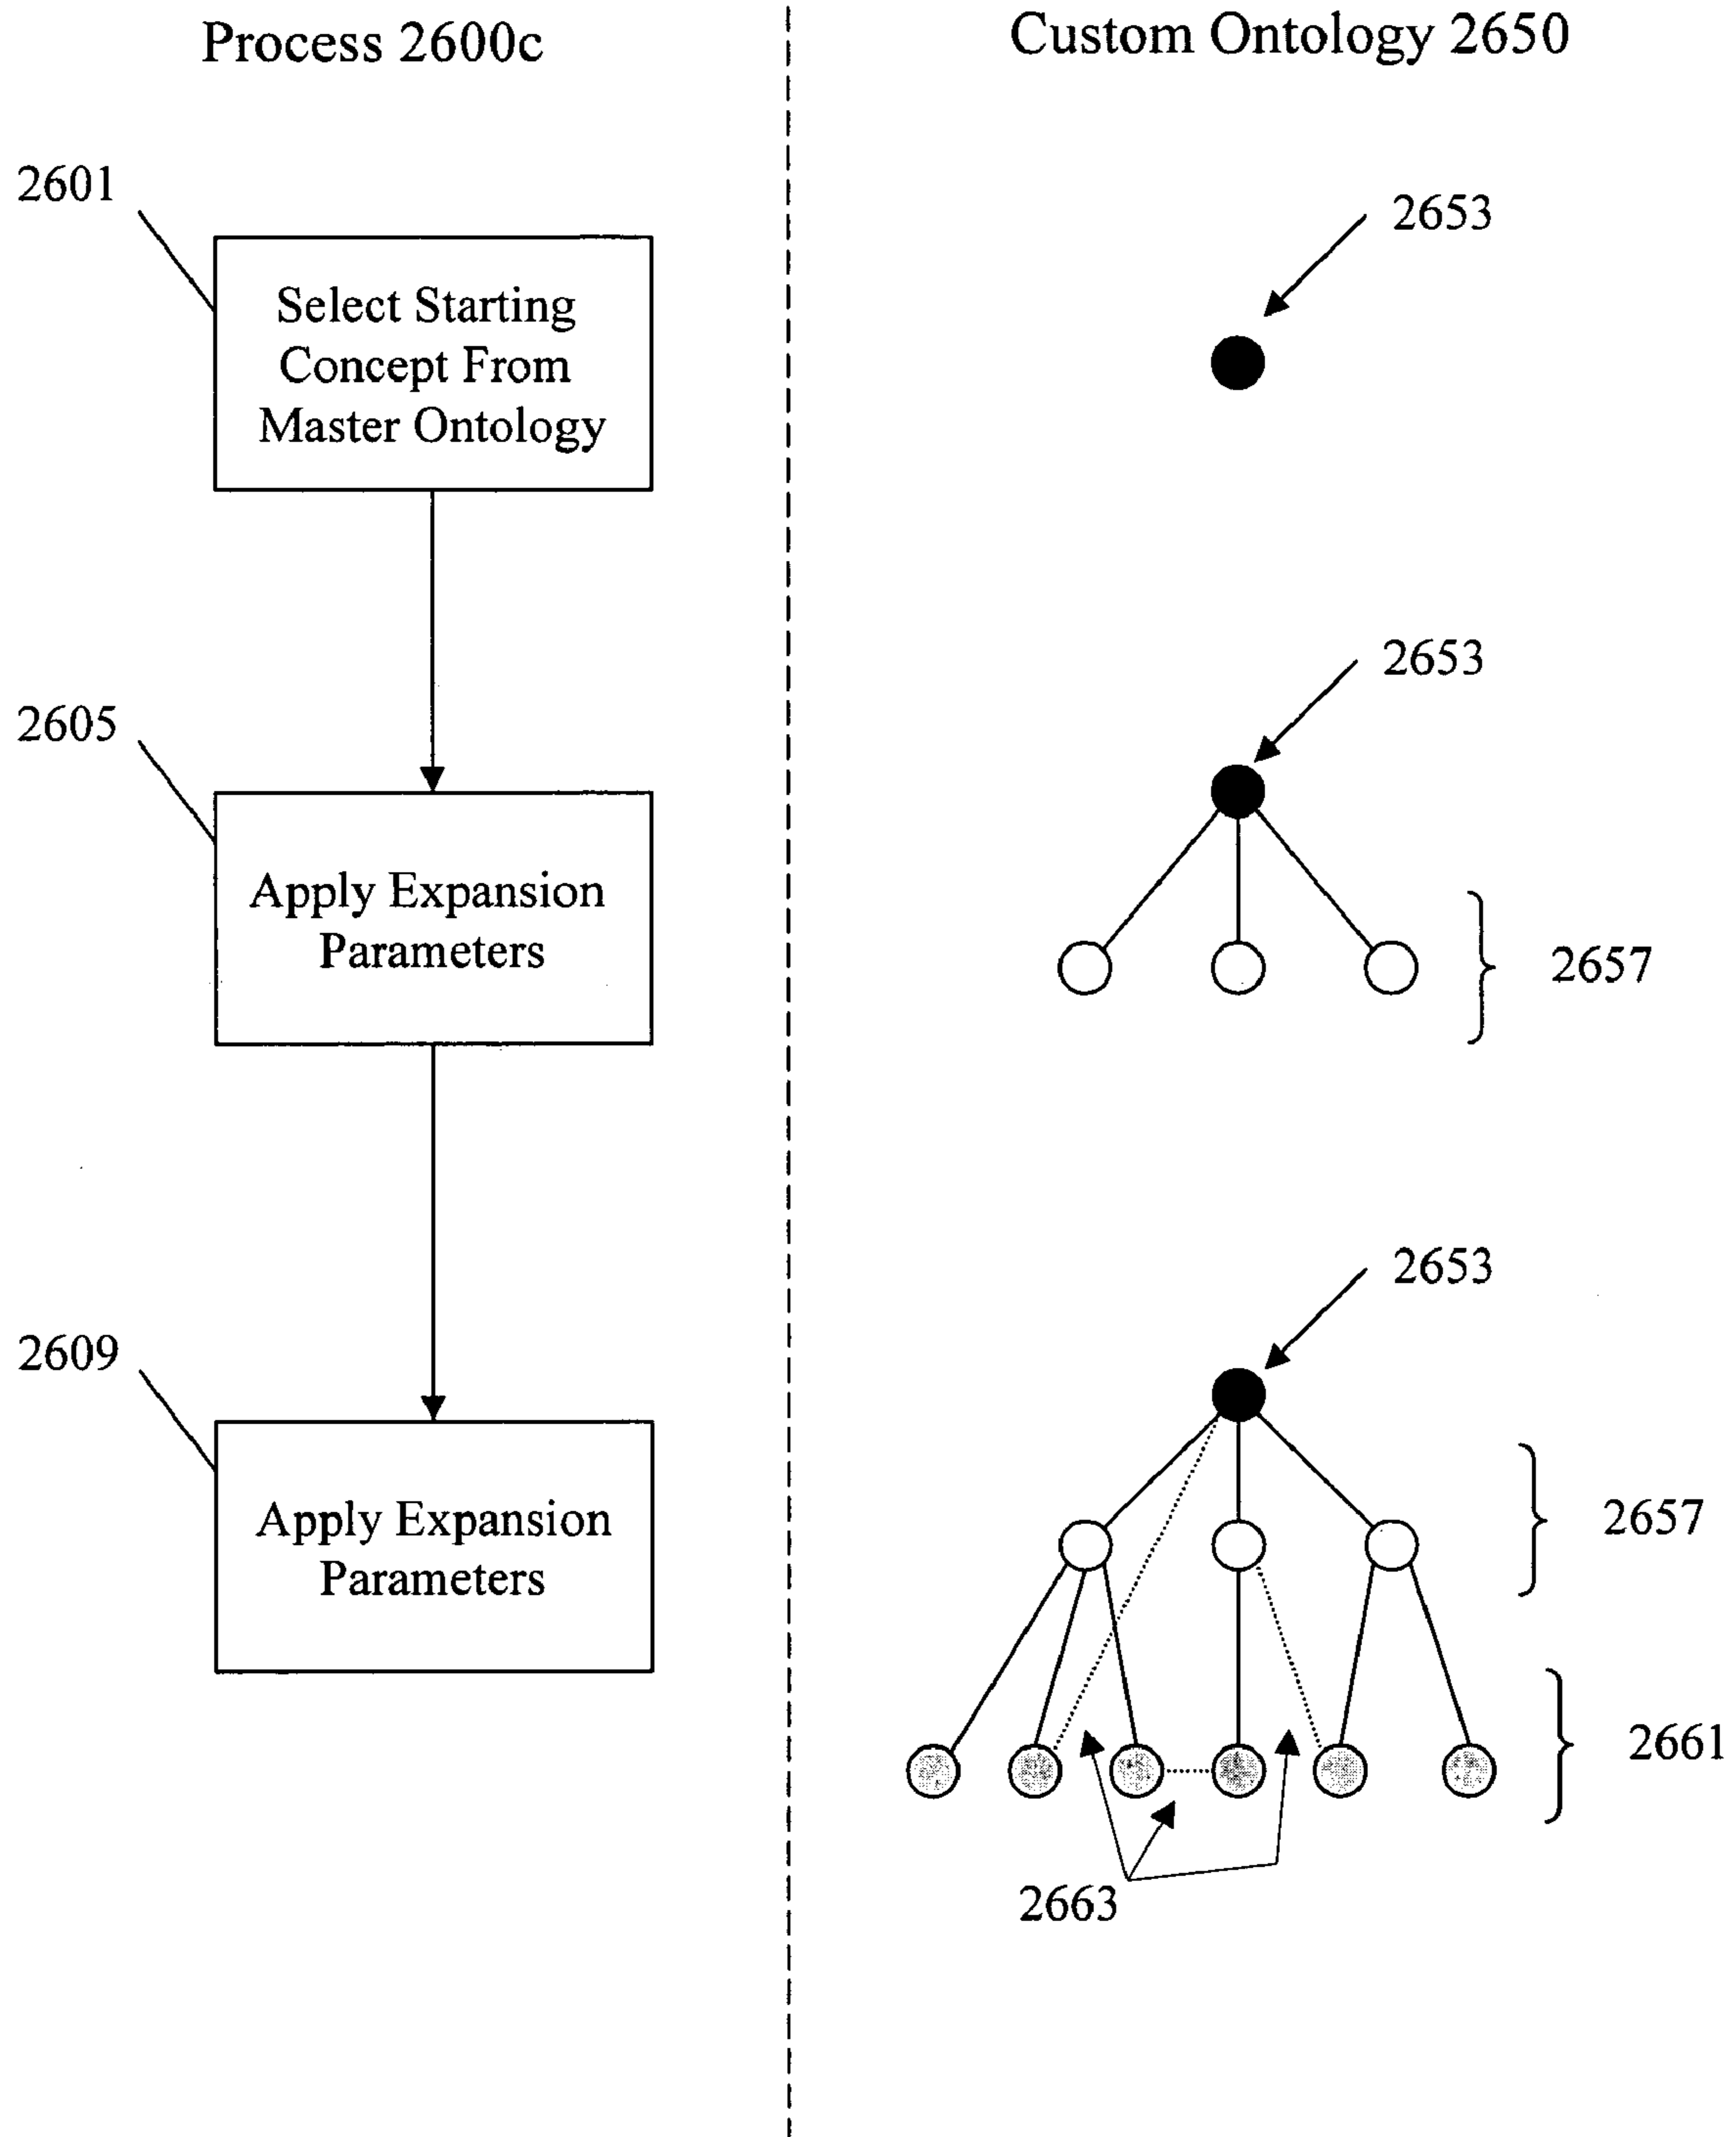 Process 2600c
Custom Ontology 2650
2601
Select Starting
Concept From
Master Ontology
2653
2605
Apply Expansion
Parameters
2653
2657
2609
Apply Expansion
Parameters
2653
2657
2661
2663